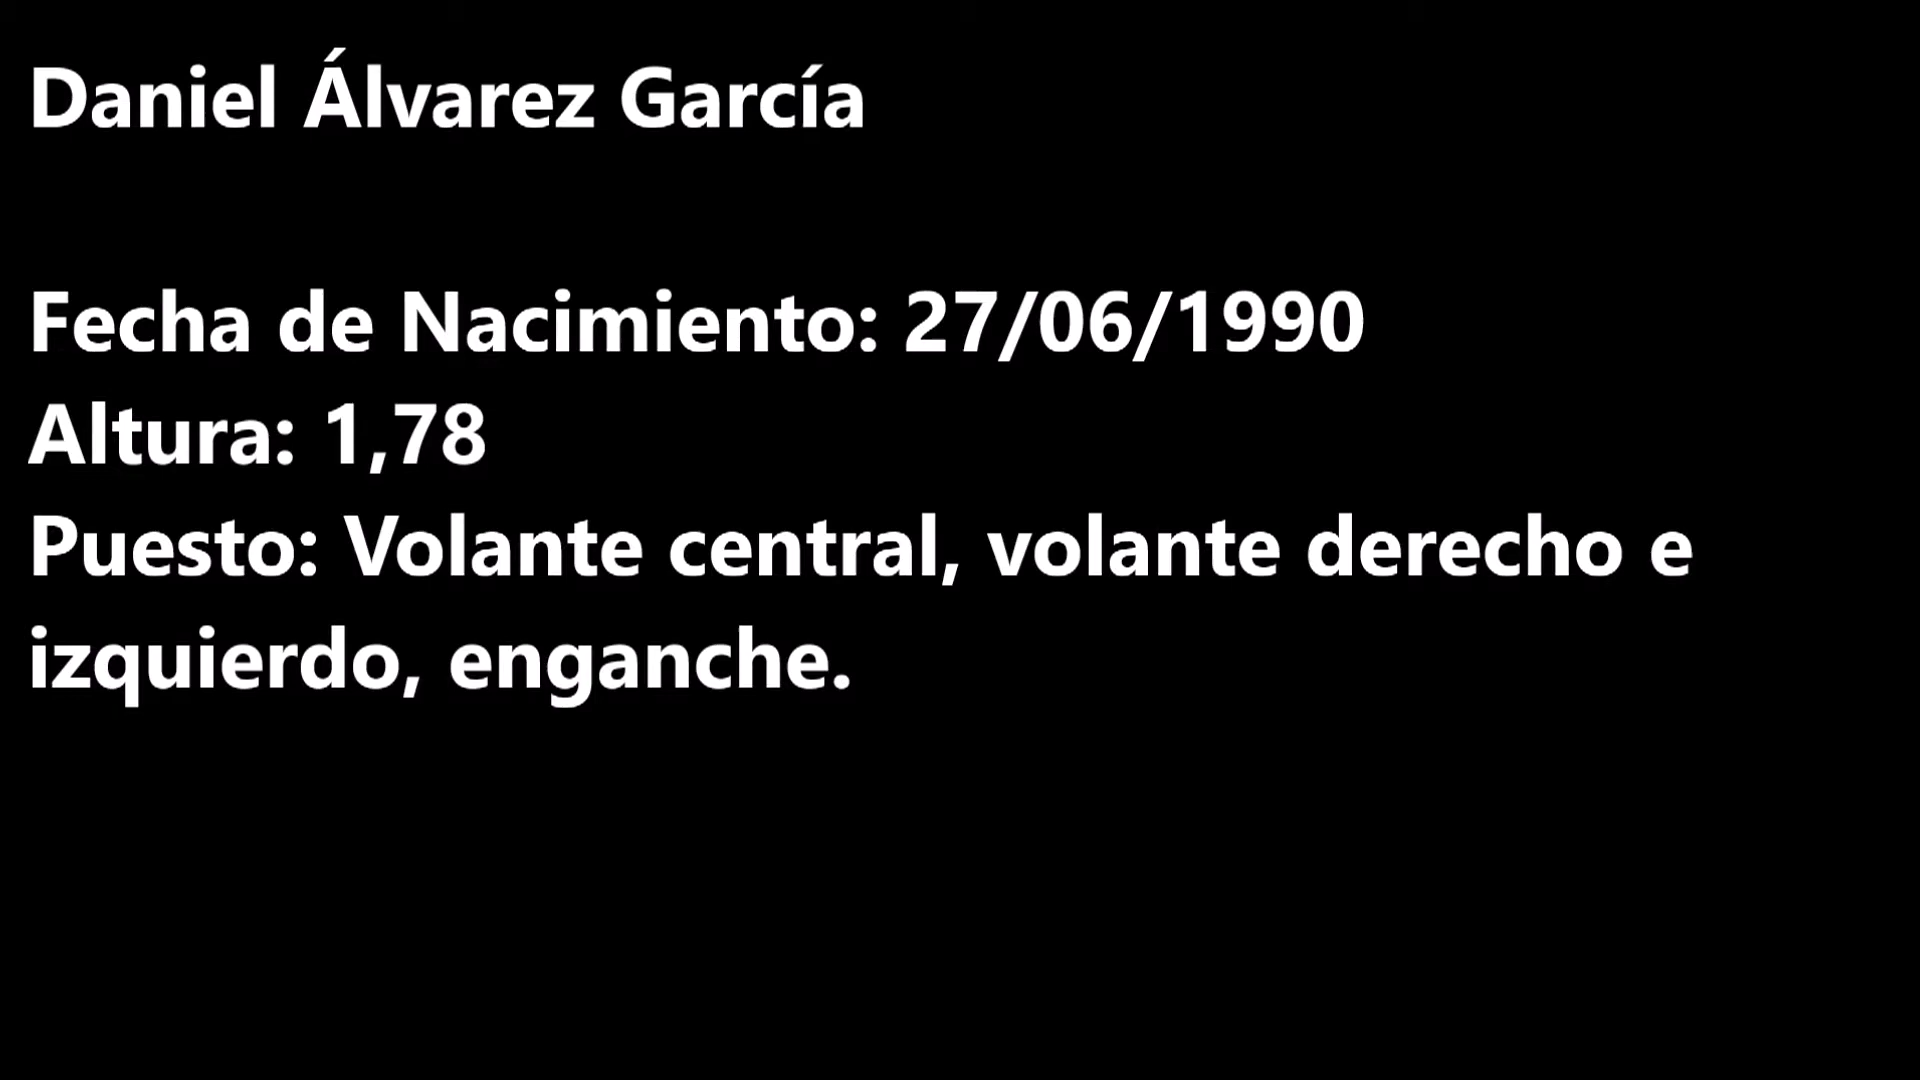 Daniel Álvarez García
Fecha de Nacimiento: 27/06/1990
Altura: 1,78
Puesto: Volante central, volante derecho e
izquierdo, enganche.